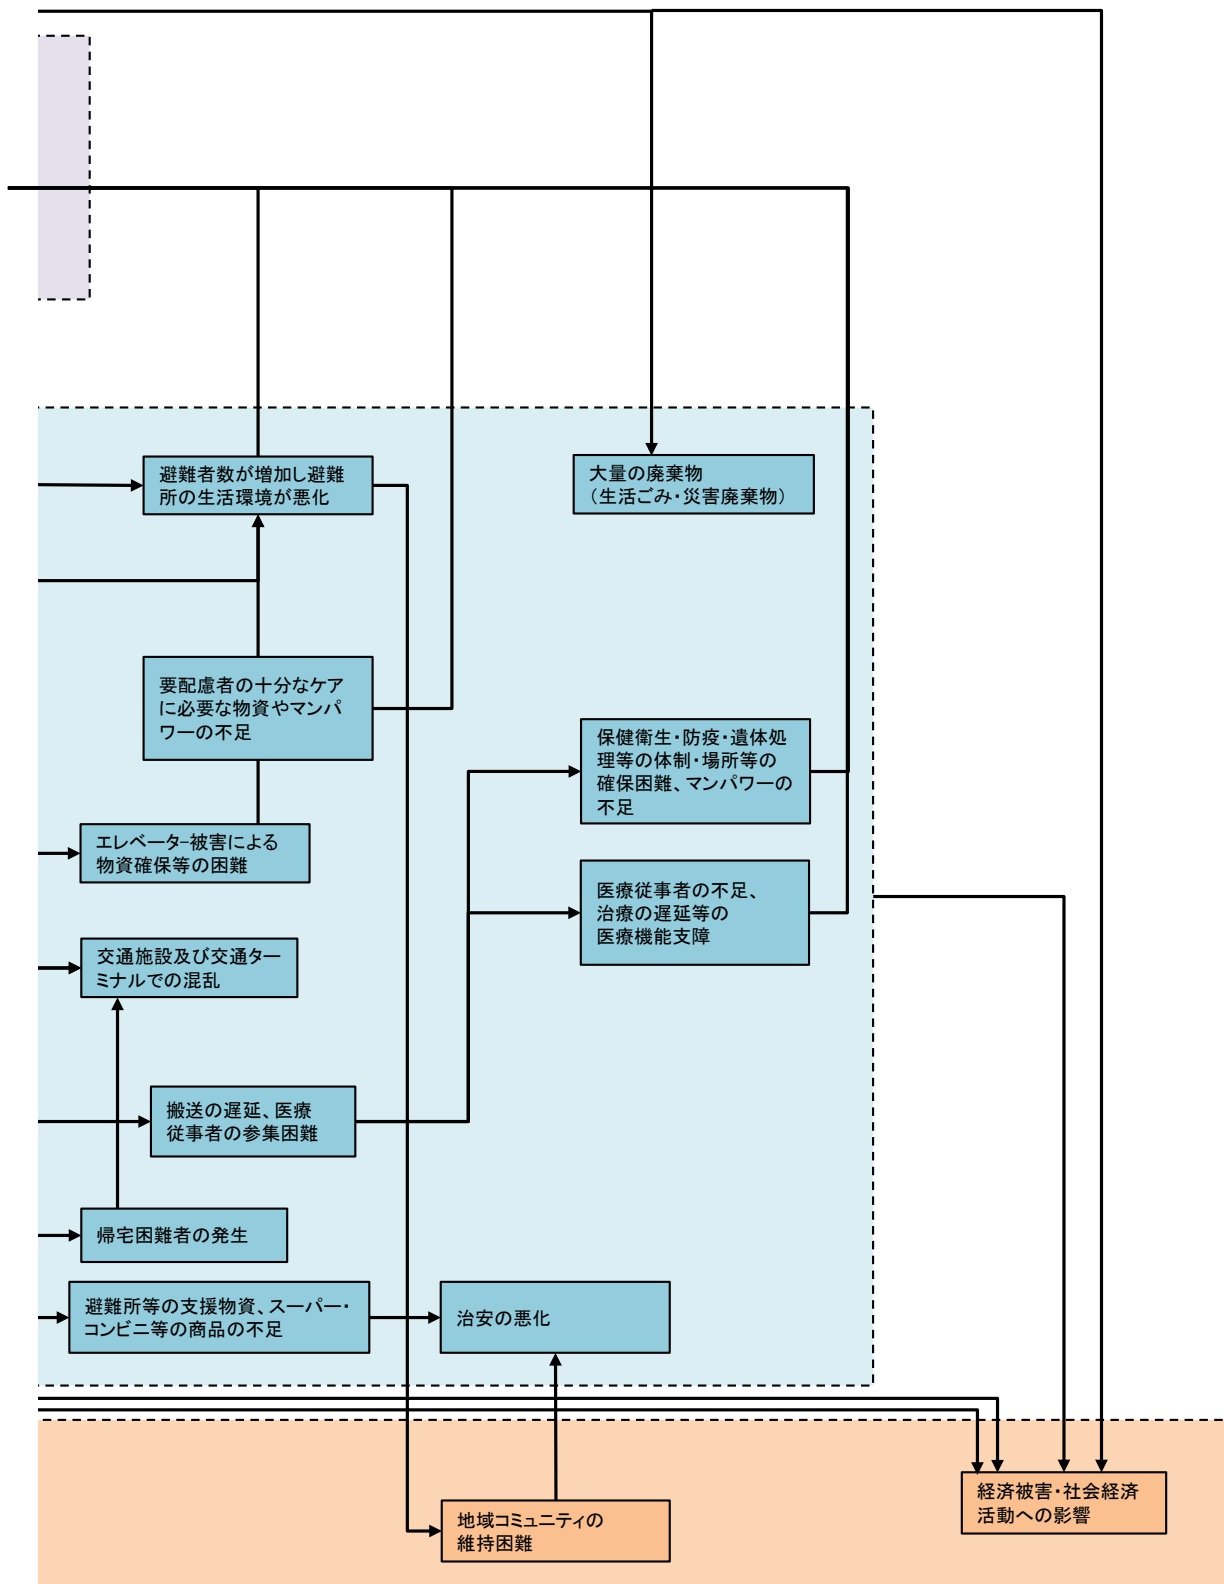 避難者数が増加し避難
所の生活環境が悪化
大量の廃棄物
（生活ごみ・災害廃棄物）
要配慮者の十分なケア
に必要な物資やマンパ
ワーの不足
保健衛生・防疫・遺体処
理等の体制・場所等の
確保困難、マンパワーの
不足
エレベーター被害による
物資確保等の困難
医療従事者の不足、
治療の遅延等の
医療機能支障
交通施設及び交通ター
ミナルでの混乱
搬送の遅延、医療
従事者の参集困難
帰宅困難者の発生
避難所等の支援物資、スーパー・
コンビニ等の商品の不足
治安の悪化
経済被害・社会経済
活動への影響
地域コミュニティの
維持困難